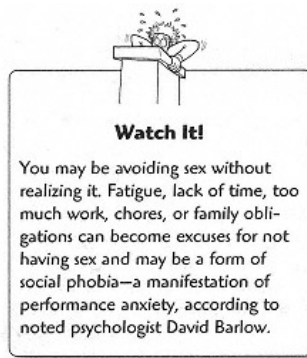 Watch It!
You may be avoiding sex without
realizing it. Fatigue, lack of time, too
much work, chores, or family obli-
gations can become excuses for not
having sex and may be a form of
social phobia—a manifestation of
performance anxiety, according to
noted psychologist David Barlow.